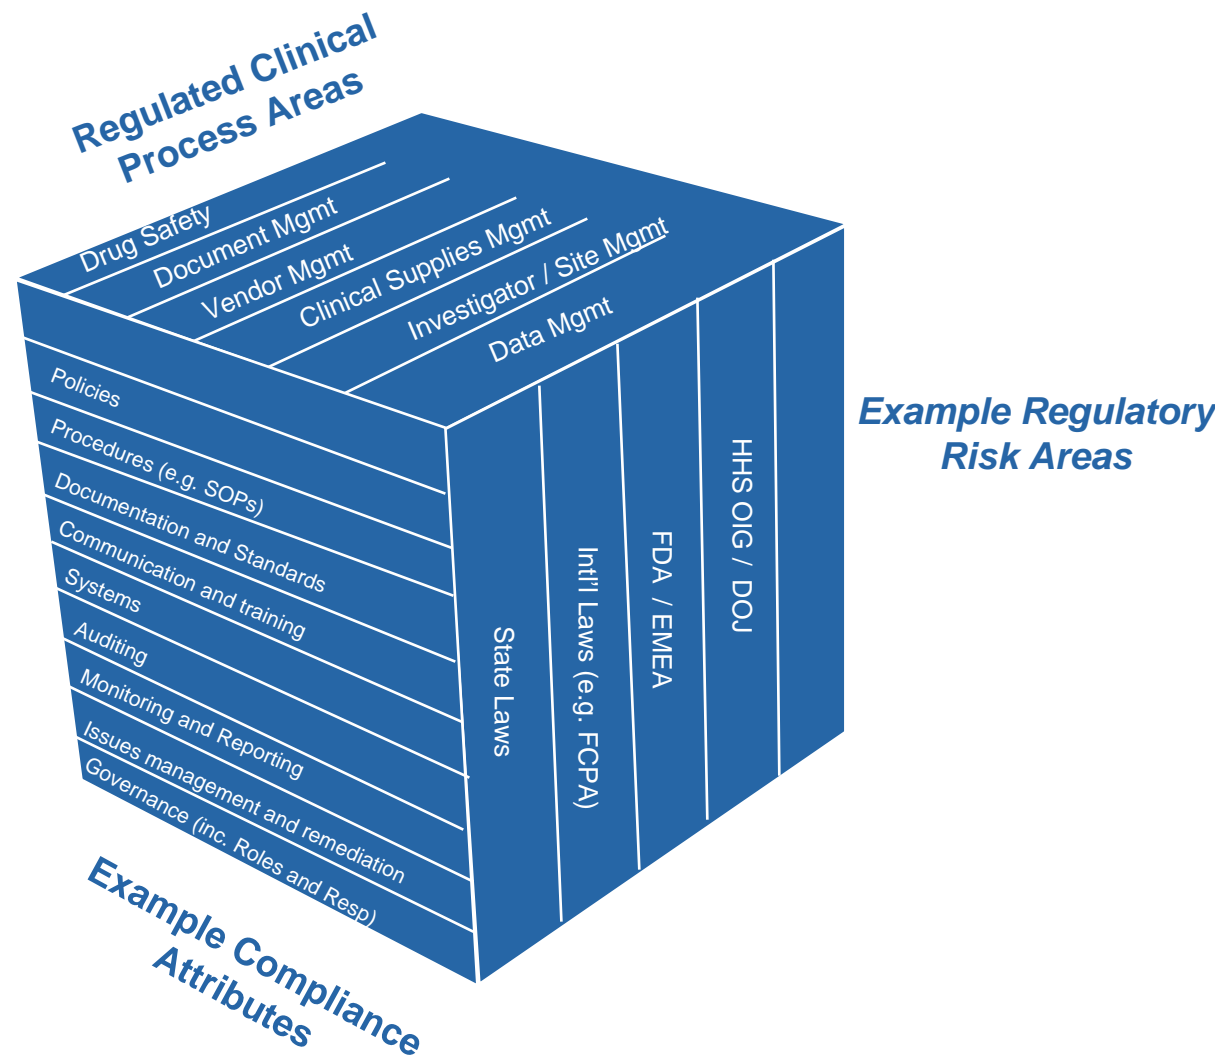 Regulated Clinical
Process Areas
Drug Safety
Document Mgmt
Vendor Mgmt
Clinical Supplies Mgmt
Investigator / Site Mgmt
Data Mgmt
Policies
Procedures (e.g. SOPs)
Documentation and Standards
Communication and training
Systems
Auditing
Monitoring and Reporting
Issues management and remediation
Governance (inc. Roles and Resp)
State Laws
Intl'l Laws (e.g. FCPA)
FDA / EMEA
HHS OIG / DOJ
Example Regulatory
Risk Areas
Example Compliance
Attributes